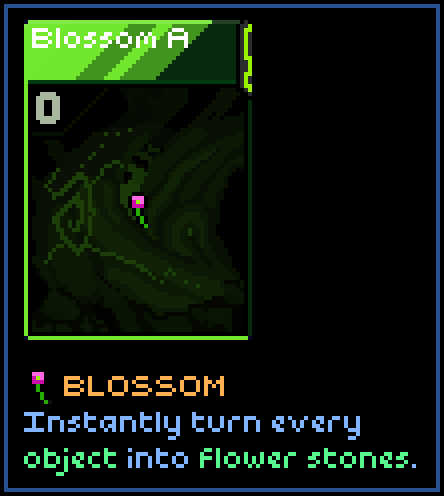 Blossom A
0
BLOSSOM
Instantly turn every
object into flower stones.